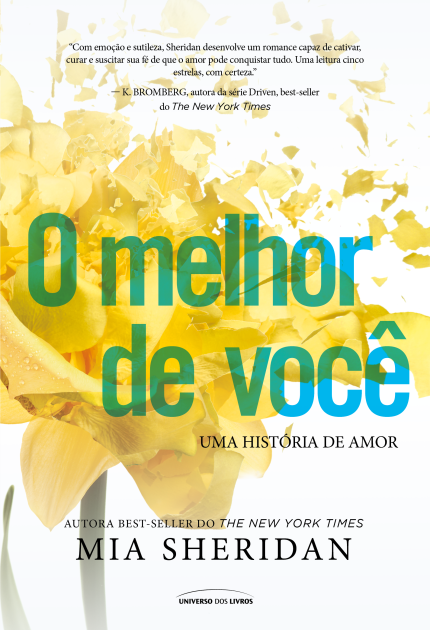 “Com emoção e sutileza, Sheridan desenvolve um romance capaz de cativar,
curar e suscitar sua fé de que o amor pode conquistar tudo. Uma leitura cinco
estrelas, com certeza.”
— K. BROMBERG, autora da série Driven, best-seller
do The New York Times
O melhor
de você
UMA HISTÓRIA DE AMOR
AUTORA BEST-SELLER DO THE NEW YORK TIMES
MIA SHERIDAN
UNIVERSO DOS LIVROS